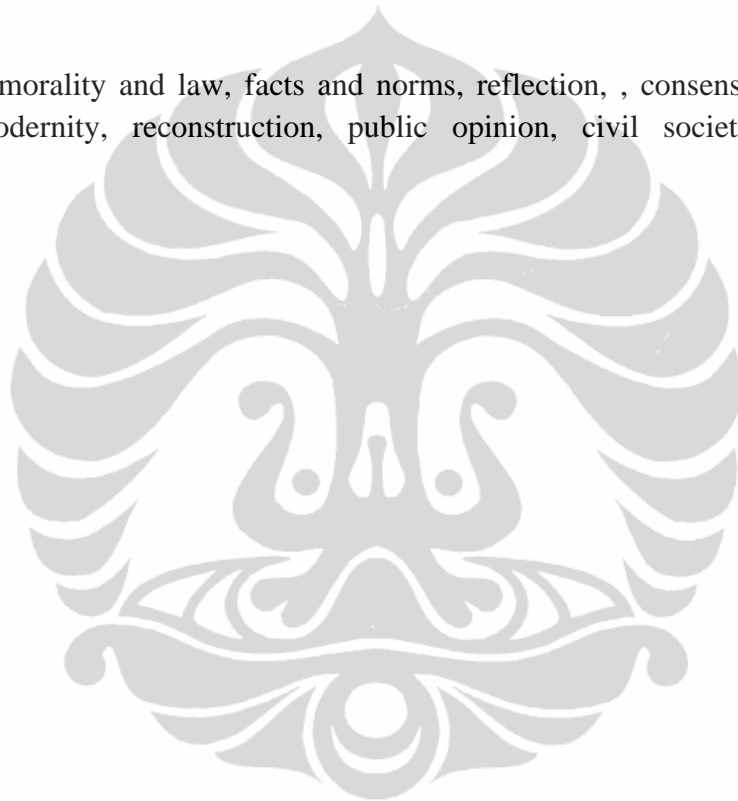 morality and law, facts and norms, reflection, , consens
odernity, reconstruction, public opinion, civil societ